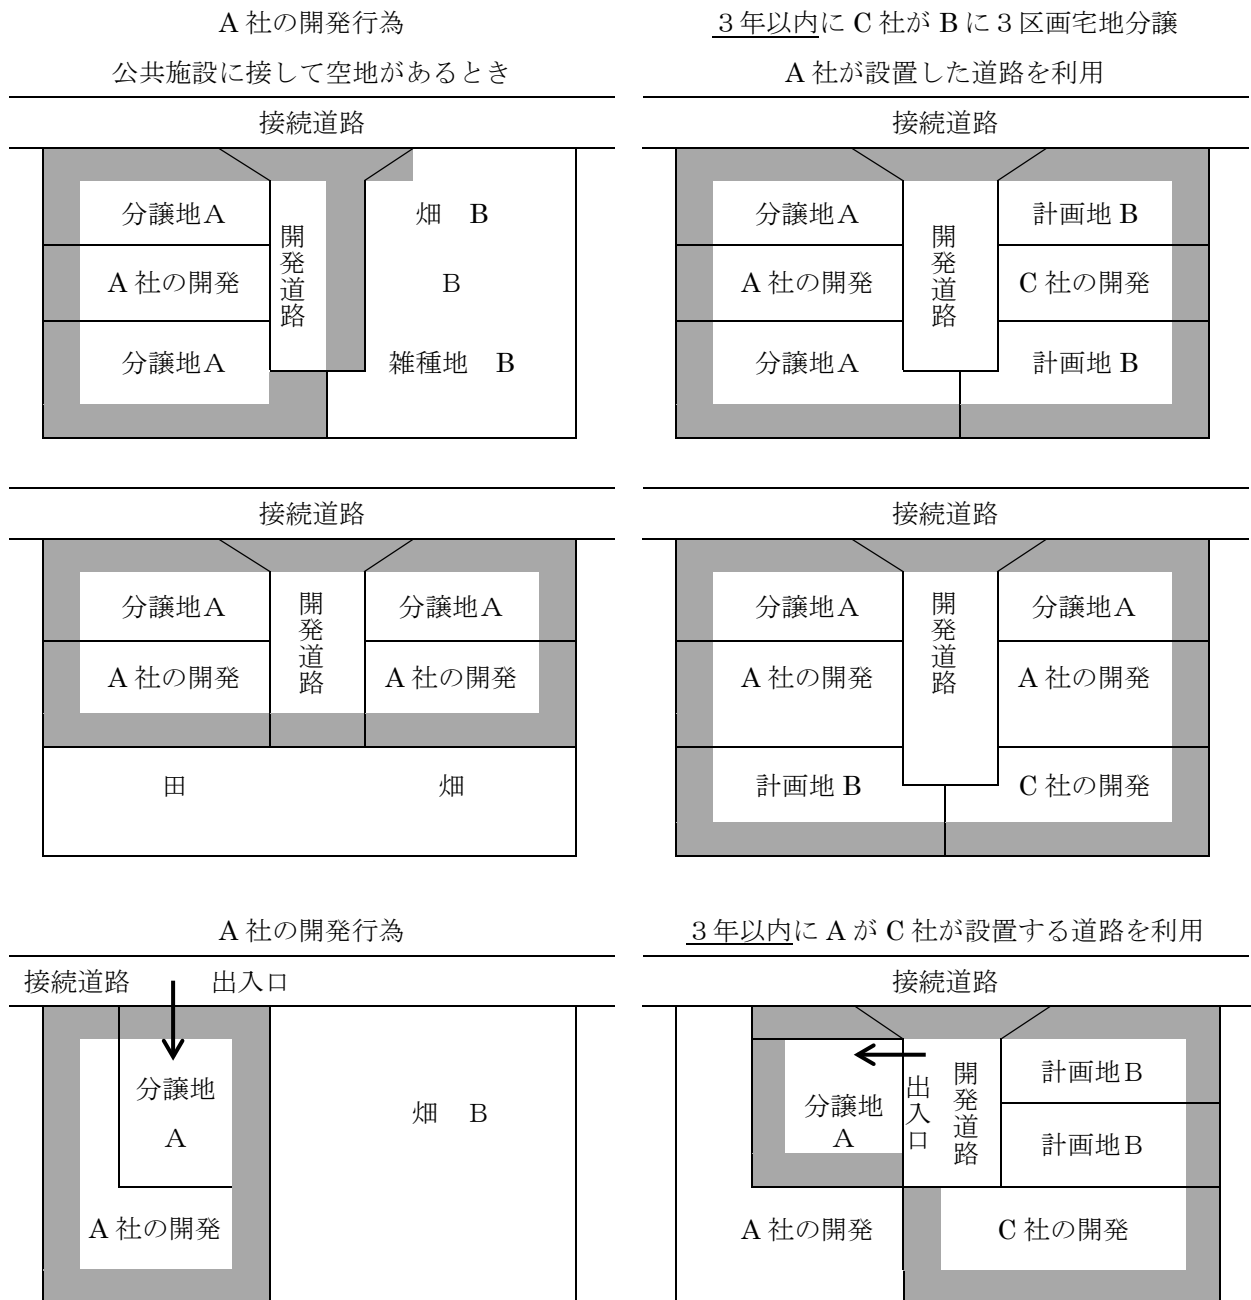 A社の開発行為
公共施設に接して空地があるとき
接続道路
分譲地A
A社の開発
分譲地A
開発道路
畑 B
B
雑種地 B
３年以内にC社がBに３区画宅地分譲
A社が設置した道路を利用
接続道路
分譲地A
A社の開発
分譲地A
開発道路
計画地B
C社の開発
計画地B
接続道路
分譲地A
A社の開発
開発道路
分譲地A
A社の開発
田
畑
接続道路
分譲地A
A社の開発
計画地B
開発道路
分譲地A
A社の開発
C社の開発
A社の開発行為
接続道路
出入口
分譲地
A
A社の開発
畑 B
３年以内にAがC社が設置する道路を利用
接続道路
分譲地
A
出入口
開発道路
計画地B
計画地B
A社の開発
C社の開発